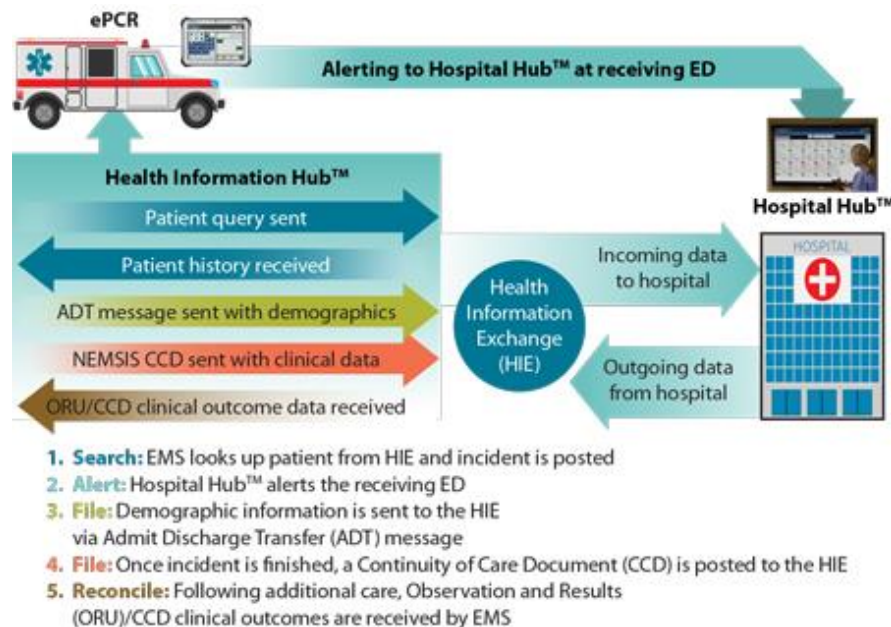 ePCR
Alerting to Hospital Hub™ at receiving ED
Health Information Hub™
Patient query sent
Patient history received
ADT message sent with demographics
NEMSIS CCD sent with clinical data
ORU/CCD clinical outcome data received
Health
Information
Exchange
(HIE)
Incoming data
to hospital
Outgoing data
from hospital
Hospital Hub™
HOSPITAL
1. Search: EMS looks up patient from HIE and incident is posted
2. Alert: Hospital Hub™ alerts the receiving ED
3. File: Demographic information is sent to the HIE
via Admit Discharge Transfer (ADT) message
4. File: Once incident is finished, a Continuity of Care Document (CCD) is posted to the HIE
5. Reconcile: Following additional care, Observation and Results
(ORU)/CCD clinical outcomes are received by EMS